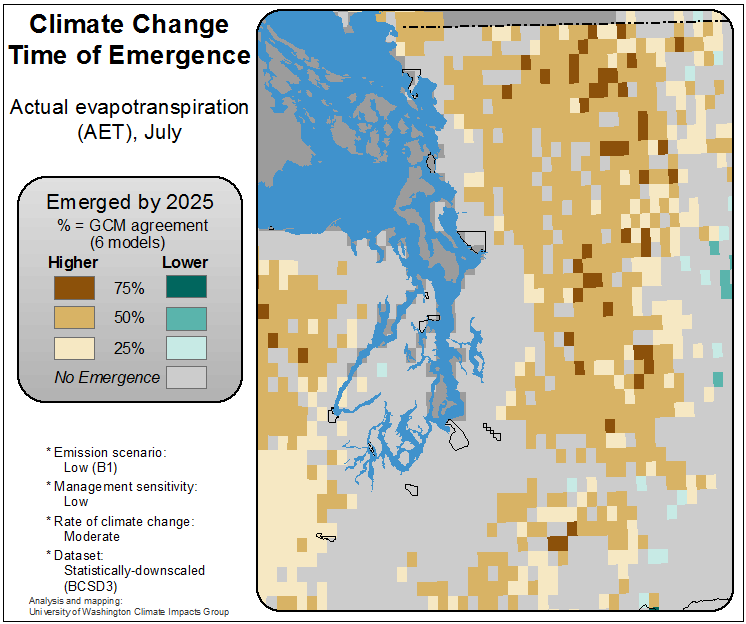 Climate Change
Time of Emergence
Actual evapotranspiration
(AET), July
Emerged by 2025
% = GCM agreement
(6 models)
Higher Lower
75%
50%
25%
No Emergence
* Emission scenario:
Low (B1)
* Management sensitivity:
Low
* Rate of climate change:
Moderate
* Dataset:
Statistically-downscaled
(BCSD3)
Analysis and mapping:
University of Washington Climate Impacts Group